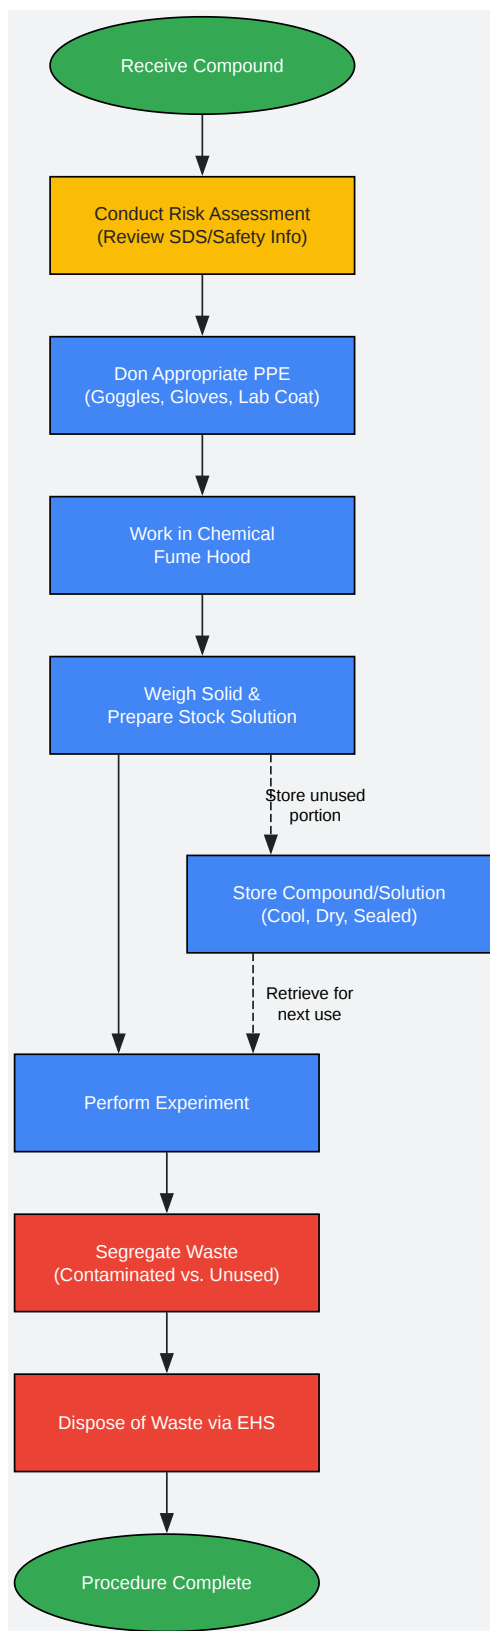 Receive Compound
Conduct Risk Assessment
(Review SDS/Safety Info)
Don Appropriate PPE
(Goggles, Gloves, Lab Coat)
Work in Chemical
Fume Hood
Weigh Solid &
Prepare Stock Solution
Store unused
portion
Store Compound/Solution
(Cool, Dry, Sealed)
Retrieve for
next use
Perform Experiment
Segregate Waste
(Contaminated vs. Unused)
Dispose of Waste via EHS
Procedure Complete